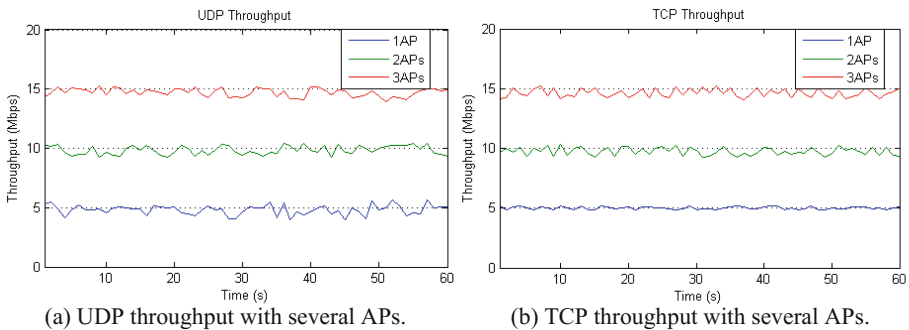 UDP Throughput
20
15
10
5
0
10
20
30
40
50
60
Throughput (Mbps)
Time (s)
1AP
2APs
3APs
(a) UDP throughput with several APs.
TCP Throughput
20
15
10
5
0
10
20
30
40
50
60
Throughput (Mbps)
Time (s)
1AP
2APs
3APs
(b) TCP throughput with several APs.